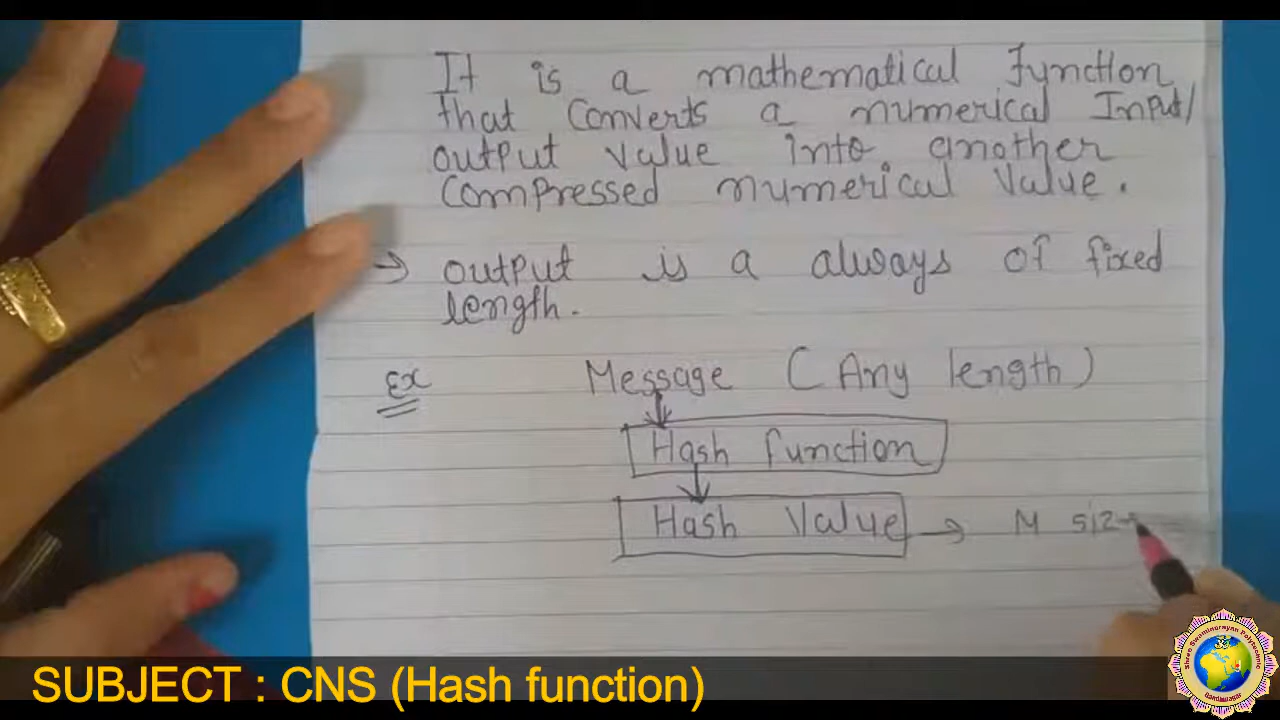 It is a mathematical function
that converts a numerical Input/
output value into another
compressed numerical value.
→ output is a always of fixed
length.
Ex Message (Any length)
Hash function
Hash Value → M siz
SUBJECT : CNS (Hash function)